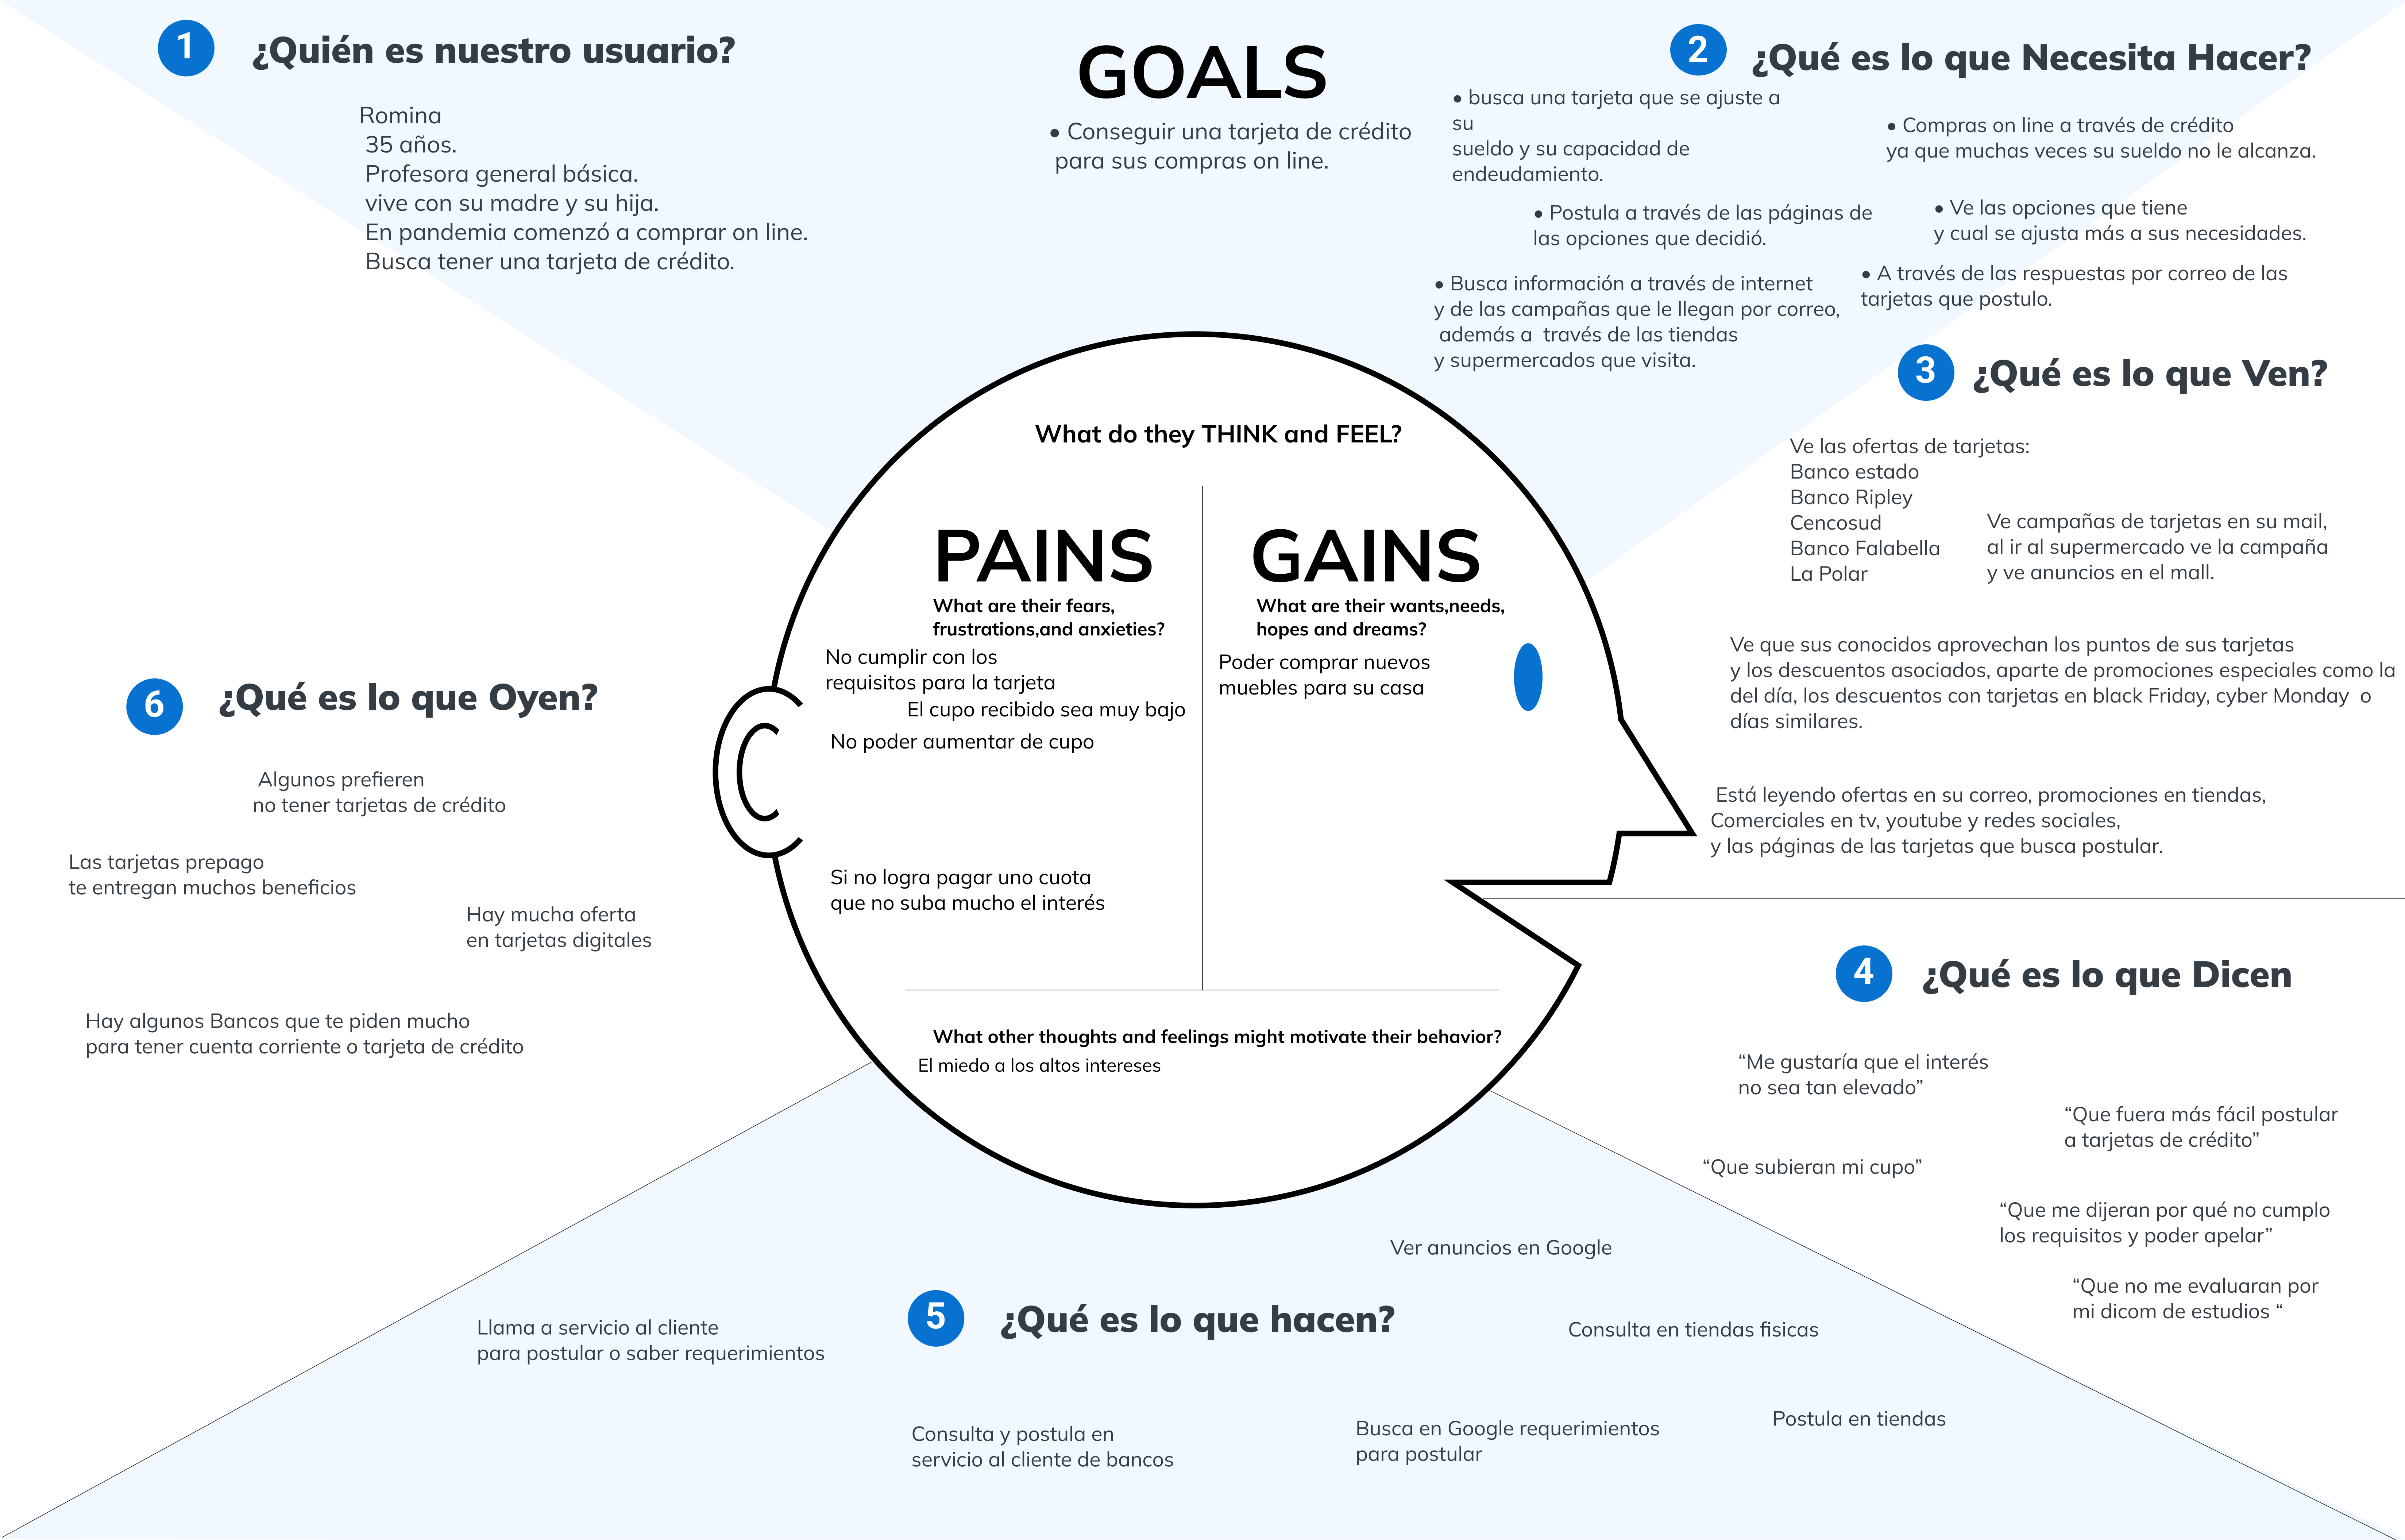 1
¿Quién es nuestro usuario?
Romina
35 años.
Profesora general básica.
vive con su madre y su hija.
En pandemia comenzó a comprar on line.
Busca tener una tarjeta de crédito.
GOALS
• Conseguir una tarjeta de crédito
para sus compras on line.
2
¿Qué es lo que Necesita Hacer?
• busca una tarjeta que se ajuste a
su
sueldo y su capacidad de
endeudamiento.
• Compras on line a través de crédito
ya que muchas veces su sueldo no le alcanza.
• Postula a través de las páginas de
las opciones que decidió.
• Ve las opciones que tiene
y cual se ajusta más a sus necesidades.
• Busca información a través de internet
y de las campañas que le llegan por correo,
además a través de las tiendas
y supermercados que visita.
• A través de las respuestas por correo de las
tarjetas que postulo.
3
¿Qué es lo que Ven?
Ve las ofertas de tarjetas:
Banco estado
Banco Ripley
Cencosud
Banco Falabella
La Polar
Ve campañas de tarjetas en su mail,
al ir al supermercado ve la campaña
y ve anuncios en el mall.
Ve que sus conocidos aprovechan los puntos de sus tarjetas
y los descuentos asociados, aparte de promociones especiales como la
del día, los descuentos con tarjetas en black Friday, cyber Monday o
días similares.
Está leyendo ofertas en su correo, promociones en tiendas,
Comerciales en tv, youtube y redes sociales,
y las páginas de las tarjetas que busca postular.
What do they THINK and FEEL?
PAINS
What are their fears,
frustrations,and anxieties?
No cumplir con los
requisitos para la tarjeta
El cupo recibido sea muy bajo
No poder aumentar de cupo
Si no logra pagar uno cuota
que no suba mucho el interés
GAINS
What are their wants,needs,
hopes and dreams?
Poder comprar nuevos
muebles para su casa
What other thoughts and feelings might motivate their behavior?
El miedo a los altos intereses
4
¿Qué es lo que Dicen
“Me gustaría que el interés
no sea tan elevado”
“Que fuera más fácil postular
a tarjetas de crédito”
“Que subieran mi cupo”
“Que me dijeran por qué no cumplo
los requisitos y poder apelar”
“Que no me evaluaran por
mi dicom de estudios “
5
¿Qué es lo que hacen?
Ver anuncios en Google
Llama a servicio al cliente
para postular o saber requerimientos
Consulta en tiendas fisicas
Consulta y postula en
servicio al cliente de bancos
Busca en Google requerimientos
para postular
Postula en tiendas
6
¿Qué es lo que Oyen?
Algunos prefieren
no tener tarjetas de crédito
Las tarjetas prepago
te entregan muchos beneficios
Hay mucha oferta
en tarjetas digitales
Hay algunos Bancos que te piden mucho
para tener cuenta corriente o tarjeta de crédito